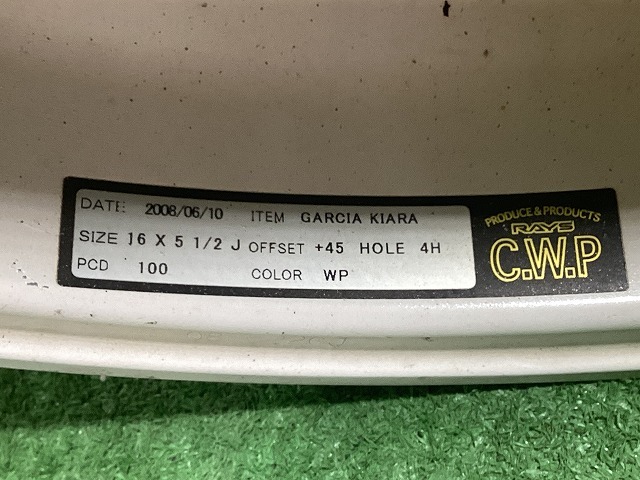 DATE: 2008/06/10 ITEM GARCIA KIARA
SIZE 16 X 5 1/2 J OFFSET +45 HOLE 4H
PCD 100 COLOR WP
PRODUCE & PRODUCTS
RAYS
C.W.P